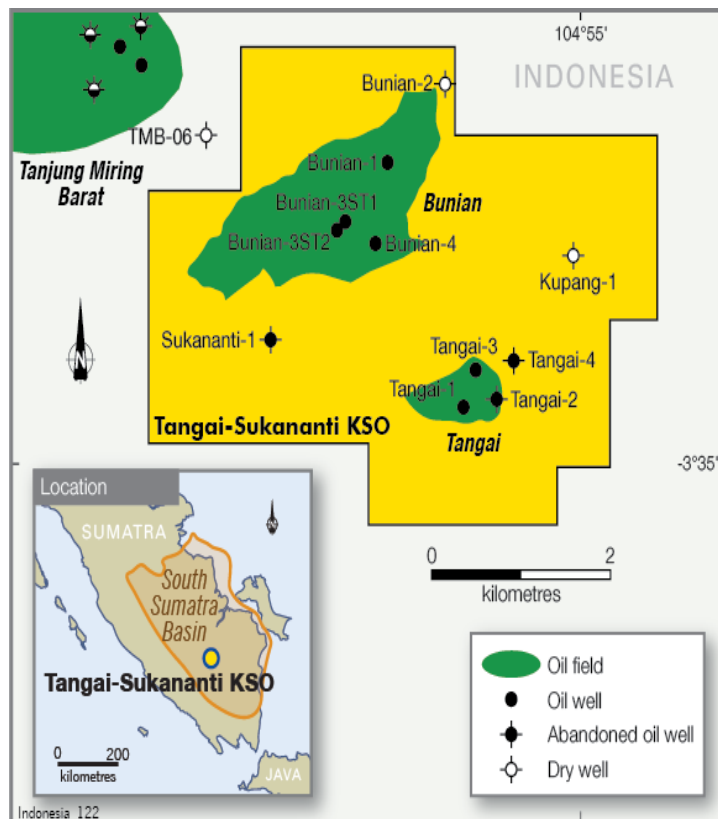 104°55'
INDONESIA
Bunian-2
TMB-06
Tanjung Miring
Barat
Bunian-1
Bunian
Bunian-3ST1
Bunian-3ST2
Bunian-4
Kupang-1
Sukananti-1
Tangai-3
Tangai-4
Tangai-1
Tangai-2
Tangai-Sukananti KSO
Tangai
N
-3°35'
Location
SUMATRA
South
Sumatra
Basin
Tangai-Sukananti KSO
0 200
kilometres
JAVA
0 2
kilometres
Oil field
Oil well
Abandoned oil well
Dry well
Indonesia 122